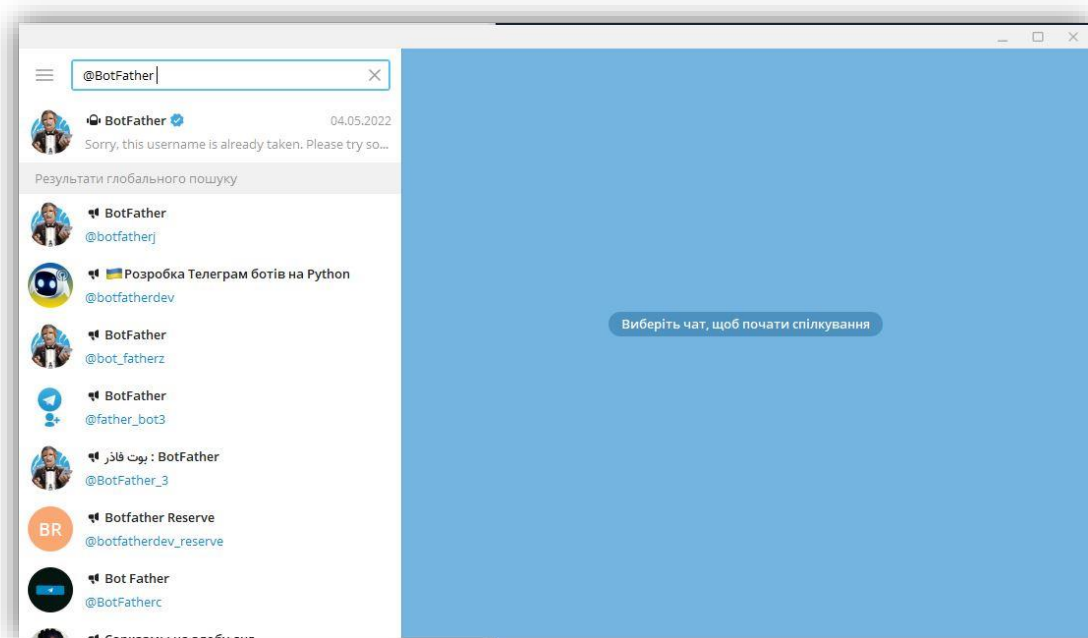 @BotFather
BotFather
04.05.2022
Sorry, this username is already taken. Please try so...
Результати глобального пошуку
BotFather
@botfatherj
Розробка Телеграм ботів на Python
@botfatherdev
BotFather
@bot_fatherz
BotFather
@father_bot3
BotFather : بوت فاذر
@BotFather_3
BR
Botfather Reserve
@botfatherdev_reserve
Bot Father
@BotFatherc
Виберіть чат, щоб почати спілкування